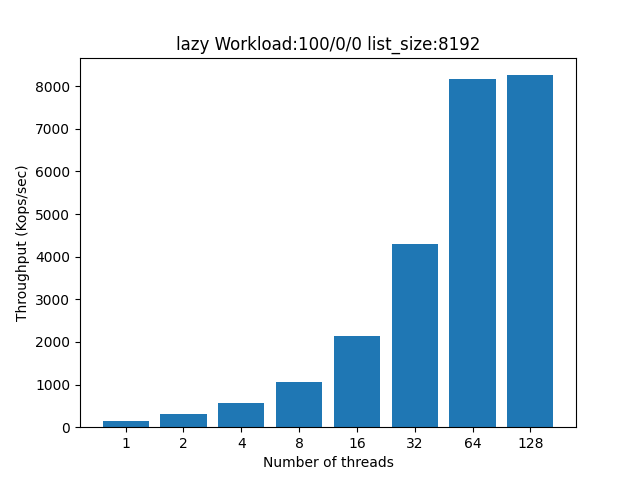 lazy Workload:100/0/0 list_size:8192
8000
7000
6000
5000
4000
3000
2000
1000
0
Throughput (Kops/sec)
1 2 4 8 16 32 64 128
Number of threads